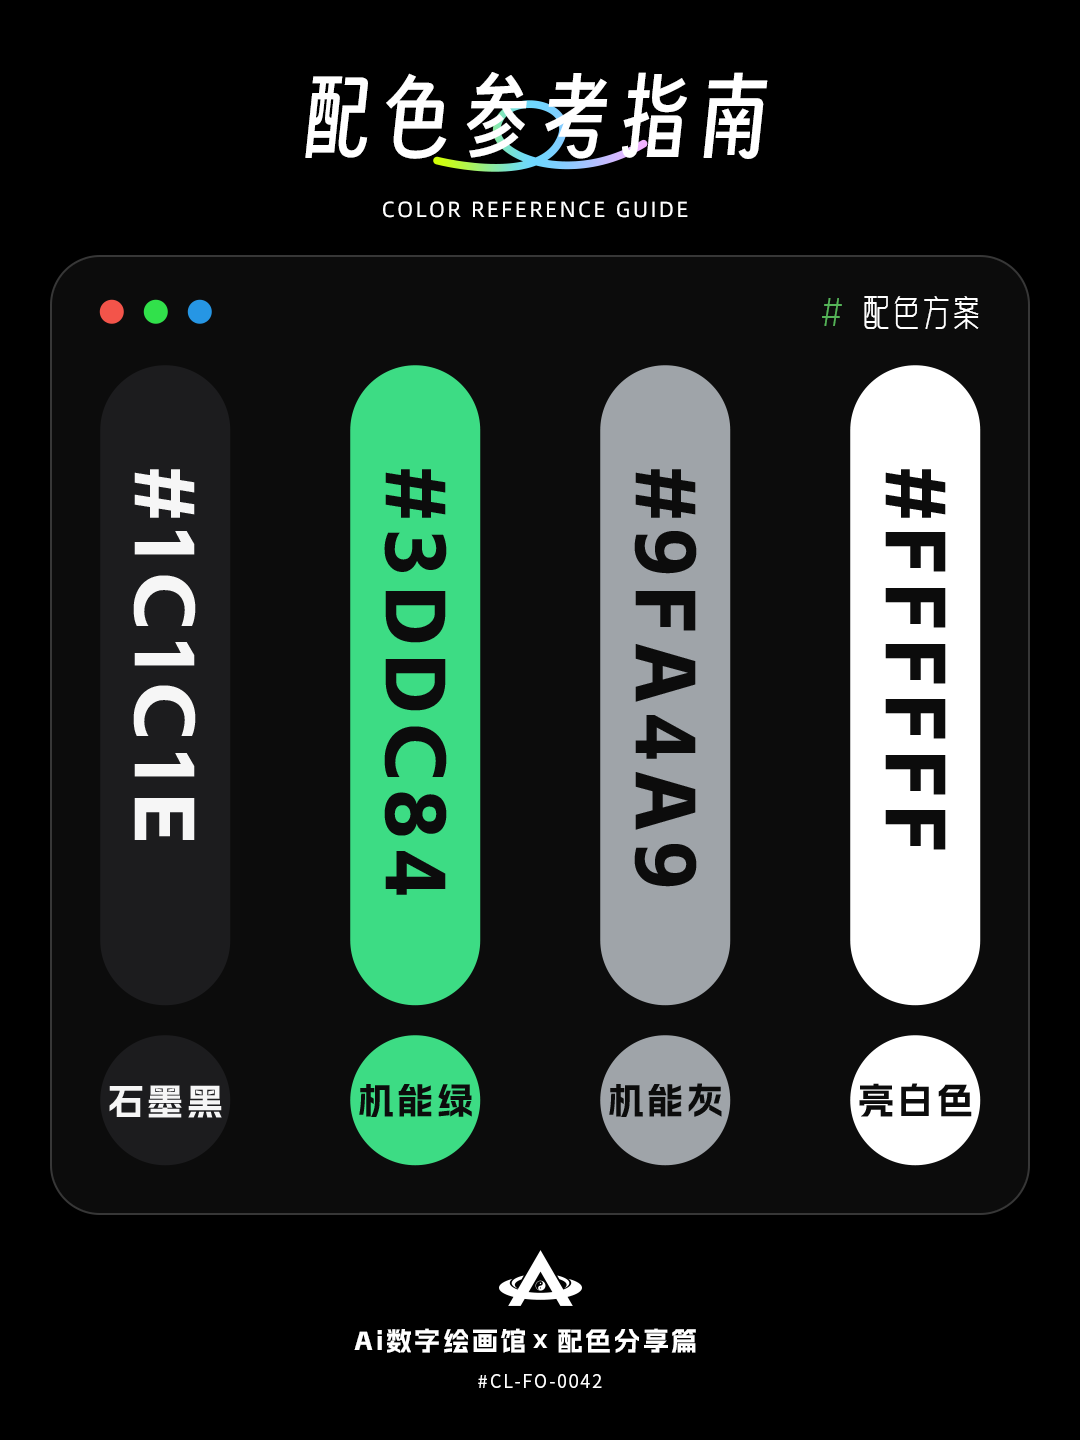 配色参考指南
COLOR REFERENCE GUIDE
# 配色方案
#1C1C1E
#3DDC84
#9FA4A9
#FFFFFF
石墨黑
机能绿
机能灰
亮白色
Ai数字绘画馆 x 配色分享篇
#CL-FO-0042